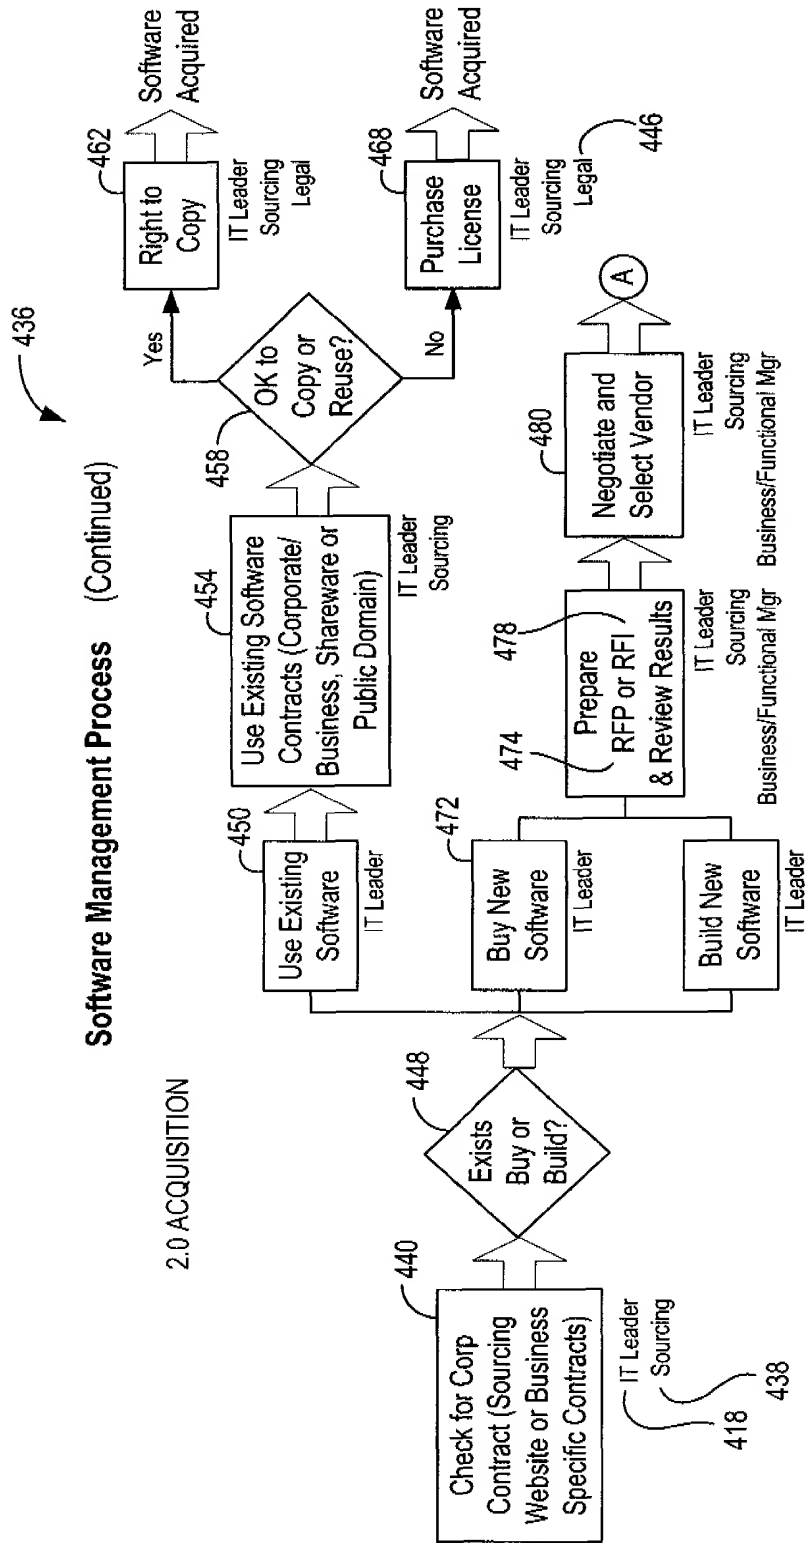 Software Management Process (Continued)
436
2.0 ACQUISITION
440
Check for Corp
Contract (Sourcing
Website or Business
Specific Contracts)
IT Leader
Sourcing
418
438
448
Exists
Buy or
Build?
450
Use Existing
Software
IT Leader
454
Use Existing Software
Contracts (Corporate/
Business, Shareware or
Public Domain)
IT Leader
Sourcing
458
OK to
Copy or
Reuse?
Yes
No
462
Right to
Copy
IT Leader
Sourcing
Legal
Software
Acquired
468
Purchase
License
IT Leader
Sourcing
Legal
446
Software
Acquired
472
Buy New
Software
IT Leader
Build New
Software
IT Leader
474
478
Prepare
RFP or RFI
& Review Results
IT Leader
Sourcing
Business/Functional Mgr
480
Negotiate and
Select Vendor
IT Leader
Sourcing
Business/Functional Mgr
A